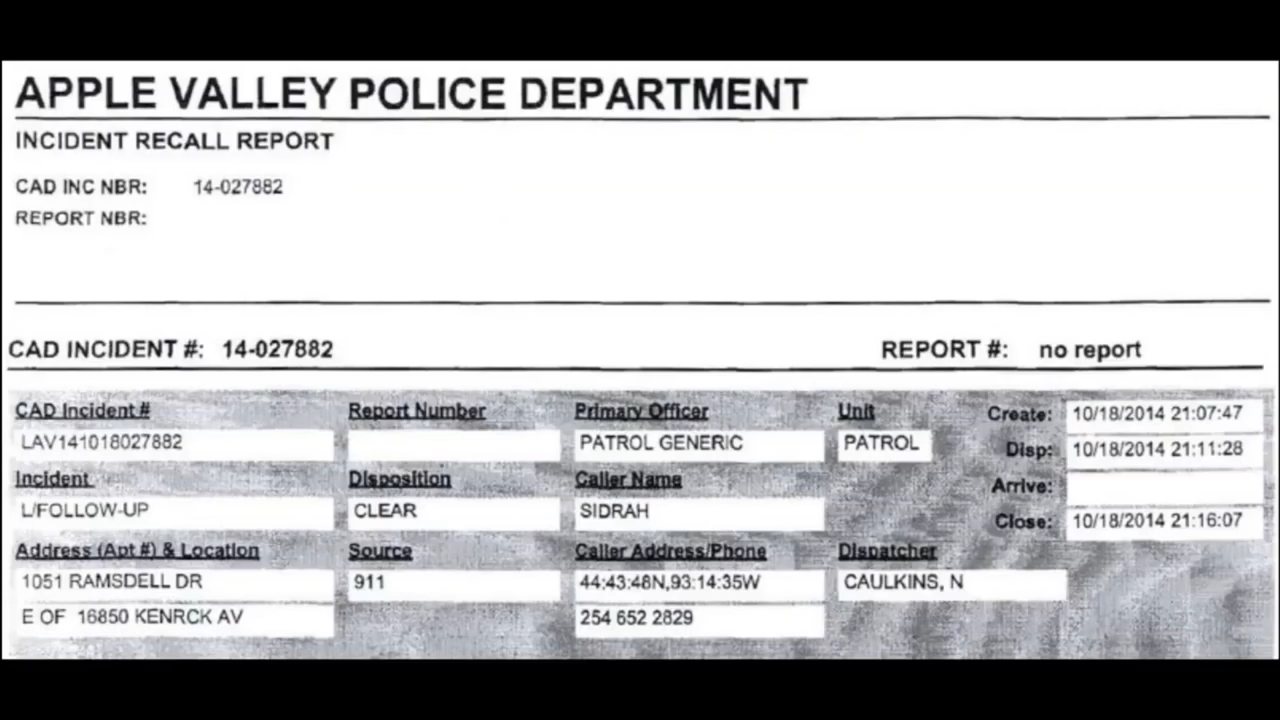 APPLE VALLEY POLICE DEPARTMENT
INCIDENT RECALL REPORT
CAD INC NBR: 14-027882
REPORT NBR:
CAD INCIDENT #: 14-027882 REPORT #: no report
CAD Incident # Report Number Primary Officer Unit Create: 10/18/2014 21:07:47
LAV141018027882 PATROL GENERIC PATROL
Disp: 10/18/2014 21:11:28
Incident Disposition Caller Name Arrive:
L/FOLLOW-UP CLEAR SIDRAH Close: 10/18/2014 21:16:07
Address (Apt #) & Location Source Caller Address/Phone Dispatcher
1051 RAMSDELL DR 911 44:43:48N,93:14:35W CAULKINS, N
E OF 16850 KENRCK AV 254 652 2829